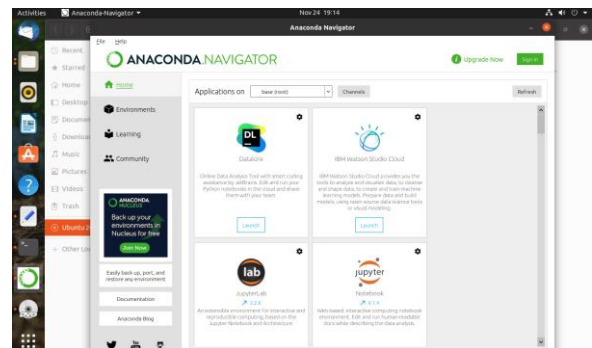 Activities
Anaconda-Navigator
Nov 24 19:14
Anaconda Navigator
File Help
ANACONDA.NAVIGATOR
Upgrade Now
Sign in
Recent
Starred
Home
Desktop
Music
Pictures
Videos
Trash
Home
Environments
Learning
Community
ANACONDA
NUCLEUS
Back up your
environments in
Nucleus for free
Join Now
Easily back up, port, and
restore any environment
Documentation
Anaconda Blog
Applications on
base (root)
Channels
Refresh
DL
Datalore
Online Data Analysis Tool with smart coding
assistance by JetBrains. Edit and run your
Python notebooks in the cloud and share
them with your team.
Launch
IBM Watson Studio Cloud
IBM Watson Studio Cloud provides you the
tools to analyze and visualize data, to cleanse
and shape data, to create and train machine
learning models. Prepare data and build
models, using open source data science tools
or visual modeling.
Launch
lab
JupyterLab
An extensible environment for interactive and
reproducible computing, based on the
Jupyter Notebook and Architecture.
jupyter
Notebook
Web-based, interactive computing notebook
environment. Edit and run human-readable
docs while describing the data analysis.